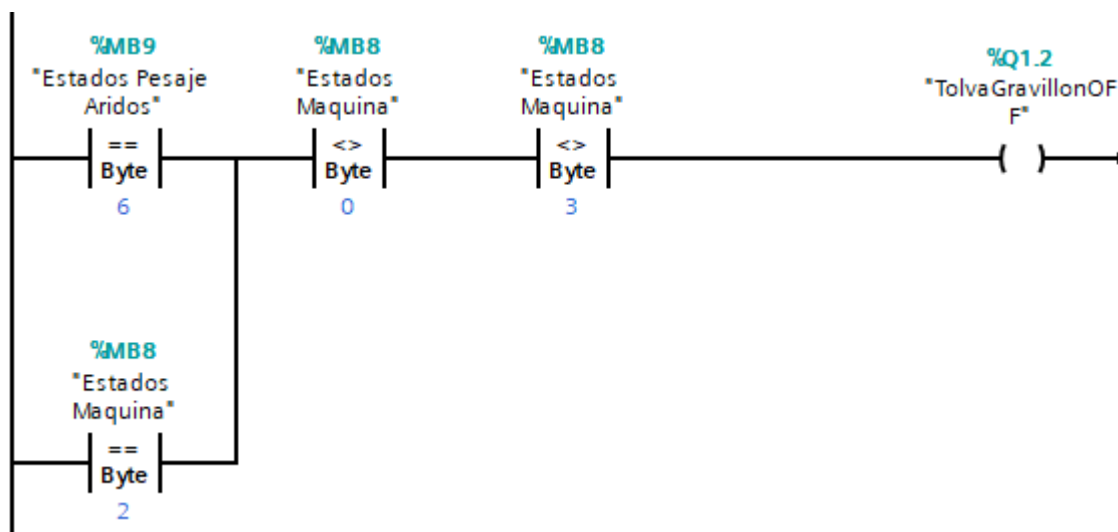 %MB9
"Estados Pesaje
Aridos"
==
Byte
6
%MB8
"Estados
Maquina"
<>
Byte
0
%MB8
"Estados
Maquina"
<>
Byte
3
%Q1.2
"TolvaGravillonOF
F"
( )
%MB8
"Estados
Maquina"
==
Byte
2